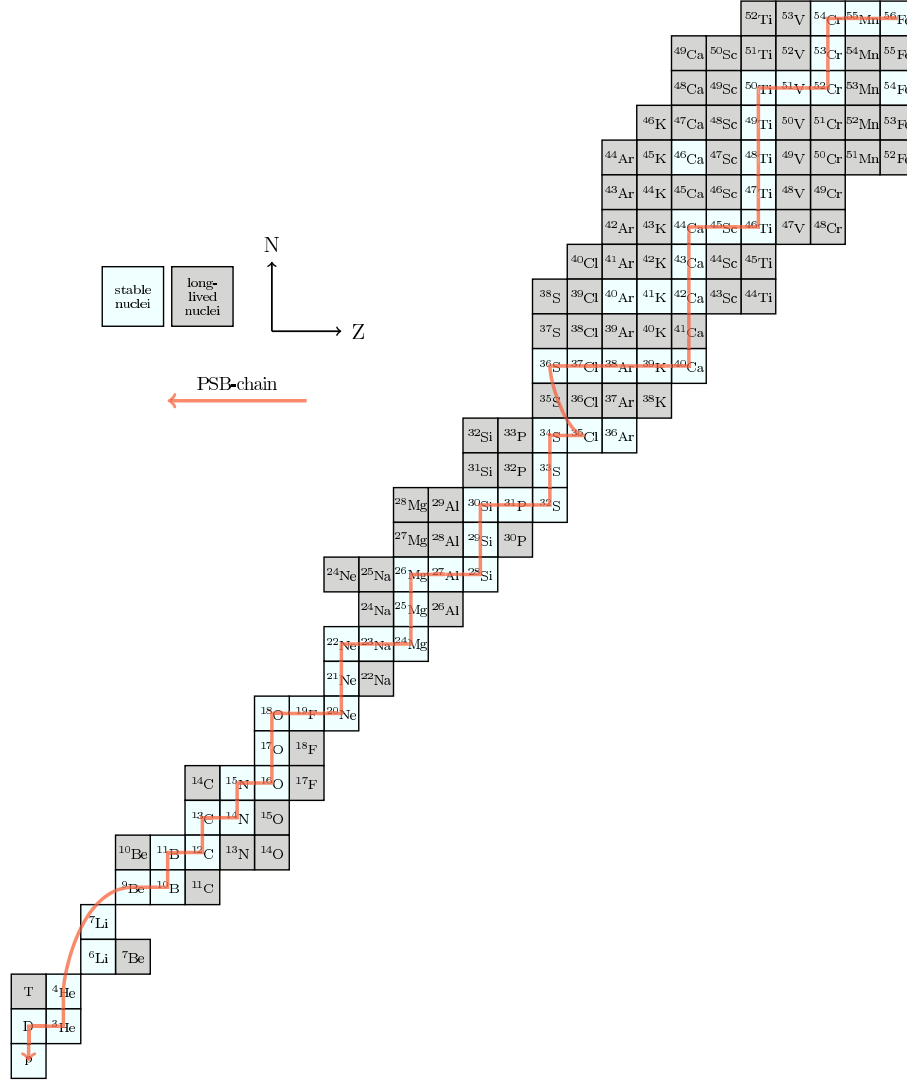 ⁵²Ti ⁵³V ⁵⁴Cr ⁵⁵Mn ⁵⁶Fe
⁴⁹Ca ⁵⁰Sc ⁵¹Ti ⁵²V ⁵³Cr ⁵⁴Mn ⁵⁵Fe
⁴⁸Ca ⁴⁹Sc ⁵⁰Ti ⁵¹V ⁵²Cr ⁵³Mn ⁵⁴Fe
⁴⁶K ⁴⁷Ca ⁴⁸Sc ⁴⁹Ti ⁵⁰V ⁵¹Cr ⁵²Mn ⁵³Fe
⁴⁴Ar ⁴⁵K ⁴⁶Ca ⁴⁷Sc ⁴⁸Ti ⁴⁹V ⁵⁰Cr ⁵¹Mn ⁵²Fe
⁴³Ar ⁴⁴K ⁴⁵Ca ⁴⁶Sc ⁴⁷Ti ⁴⁸V ⁴⁹Cr
⁴²Ar ⁴³K ⁴⁴Ca ⁴⁵Sc ⁴⁶Ti ⁴⁷V ⁴⁸Cr
N
⁴⁰Cl ⁴¹Ar ⁴²K ⁴³Ca ⁴⁴Sc ⁴⁵Ti
stable
nuclei
long-
lived
nuclei
³⁸S ³⁹Cl ⁴⁰Ar ⁴¹K ⁴²Ca ⁴³Sc ⁴⁴Ti
Z
³⁷S ³⁸Cl ³⁹Ar ⁴⁰K ⁴¹Ca
³⁶S ³⁷Cl ³⁸Ar ³⁹K ⁴⁰Ca
PSB-chain
³⁵S ³⁶Cl ³⁷Ar ³⁸K
³²Si ³³P ³⁴S ³⁵Cl ³⁶Ar
³¹Si ³²P ³³S
²⁸Mg ²⁹Al ³⁰Si ³¹P ³²S
²⁷Mg ²⁸Al ²⁹Si ³⁰P
²⁴Ne ²⁵Na ²⁶Mg ²⁷Al ²⁸Si
²⁴Na ²⁵Mg ²⁶Al
²²Ne ²³Na ²⁴Mg
²¹Ne ²²Na
¹⁸O ¹⁹F ²⁰Ne
¹⁷O ¹⁸F
¹⁴C ¹⁵N ¹⁶O ¹⁷F
¹³C ¹⁴N ¹⁵O
¹⁰Be ¹¹B ¹²C ¹³N ¹⁴O
⁹Be ¹⁰B ¹¹C
⁷Li
⁶Li ⁷Be
T ⁴He
D ³He
p